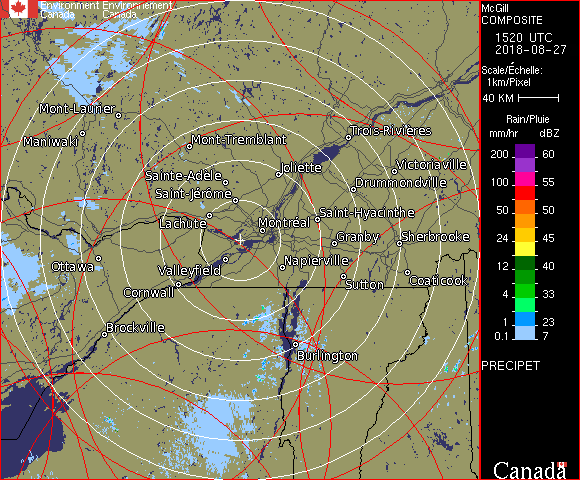 Environment Environnement
Canada Canada
McGill
COMPOSITE
1520 UTC
2018-08-27
Scale/Échelle:
1km/Pixel
40 KM
Rain/Pluie
mm/hr dBZ
200 60
155 57
100 55
50 50
24 45
12 40
4 33
1 23
0.1 7
PRECIPET
Canada
Mont-Laurier
Maniwaki
Mont-Tremblant
Trois-Rivières
Joliette
Victoriaville
Sainte-Adèle
Drummondville
Saint-Jérôme
Saint-Hyacinthe
Lachute
Montréal
Granby
Sherbrooke
Ottawa
Valleyfield
Napierville
Coaticook
Sutton
Cornwall
Brockville
Burlington